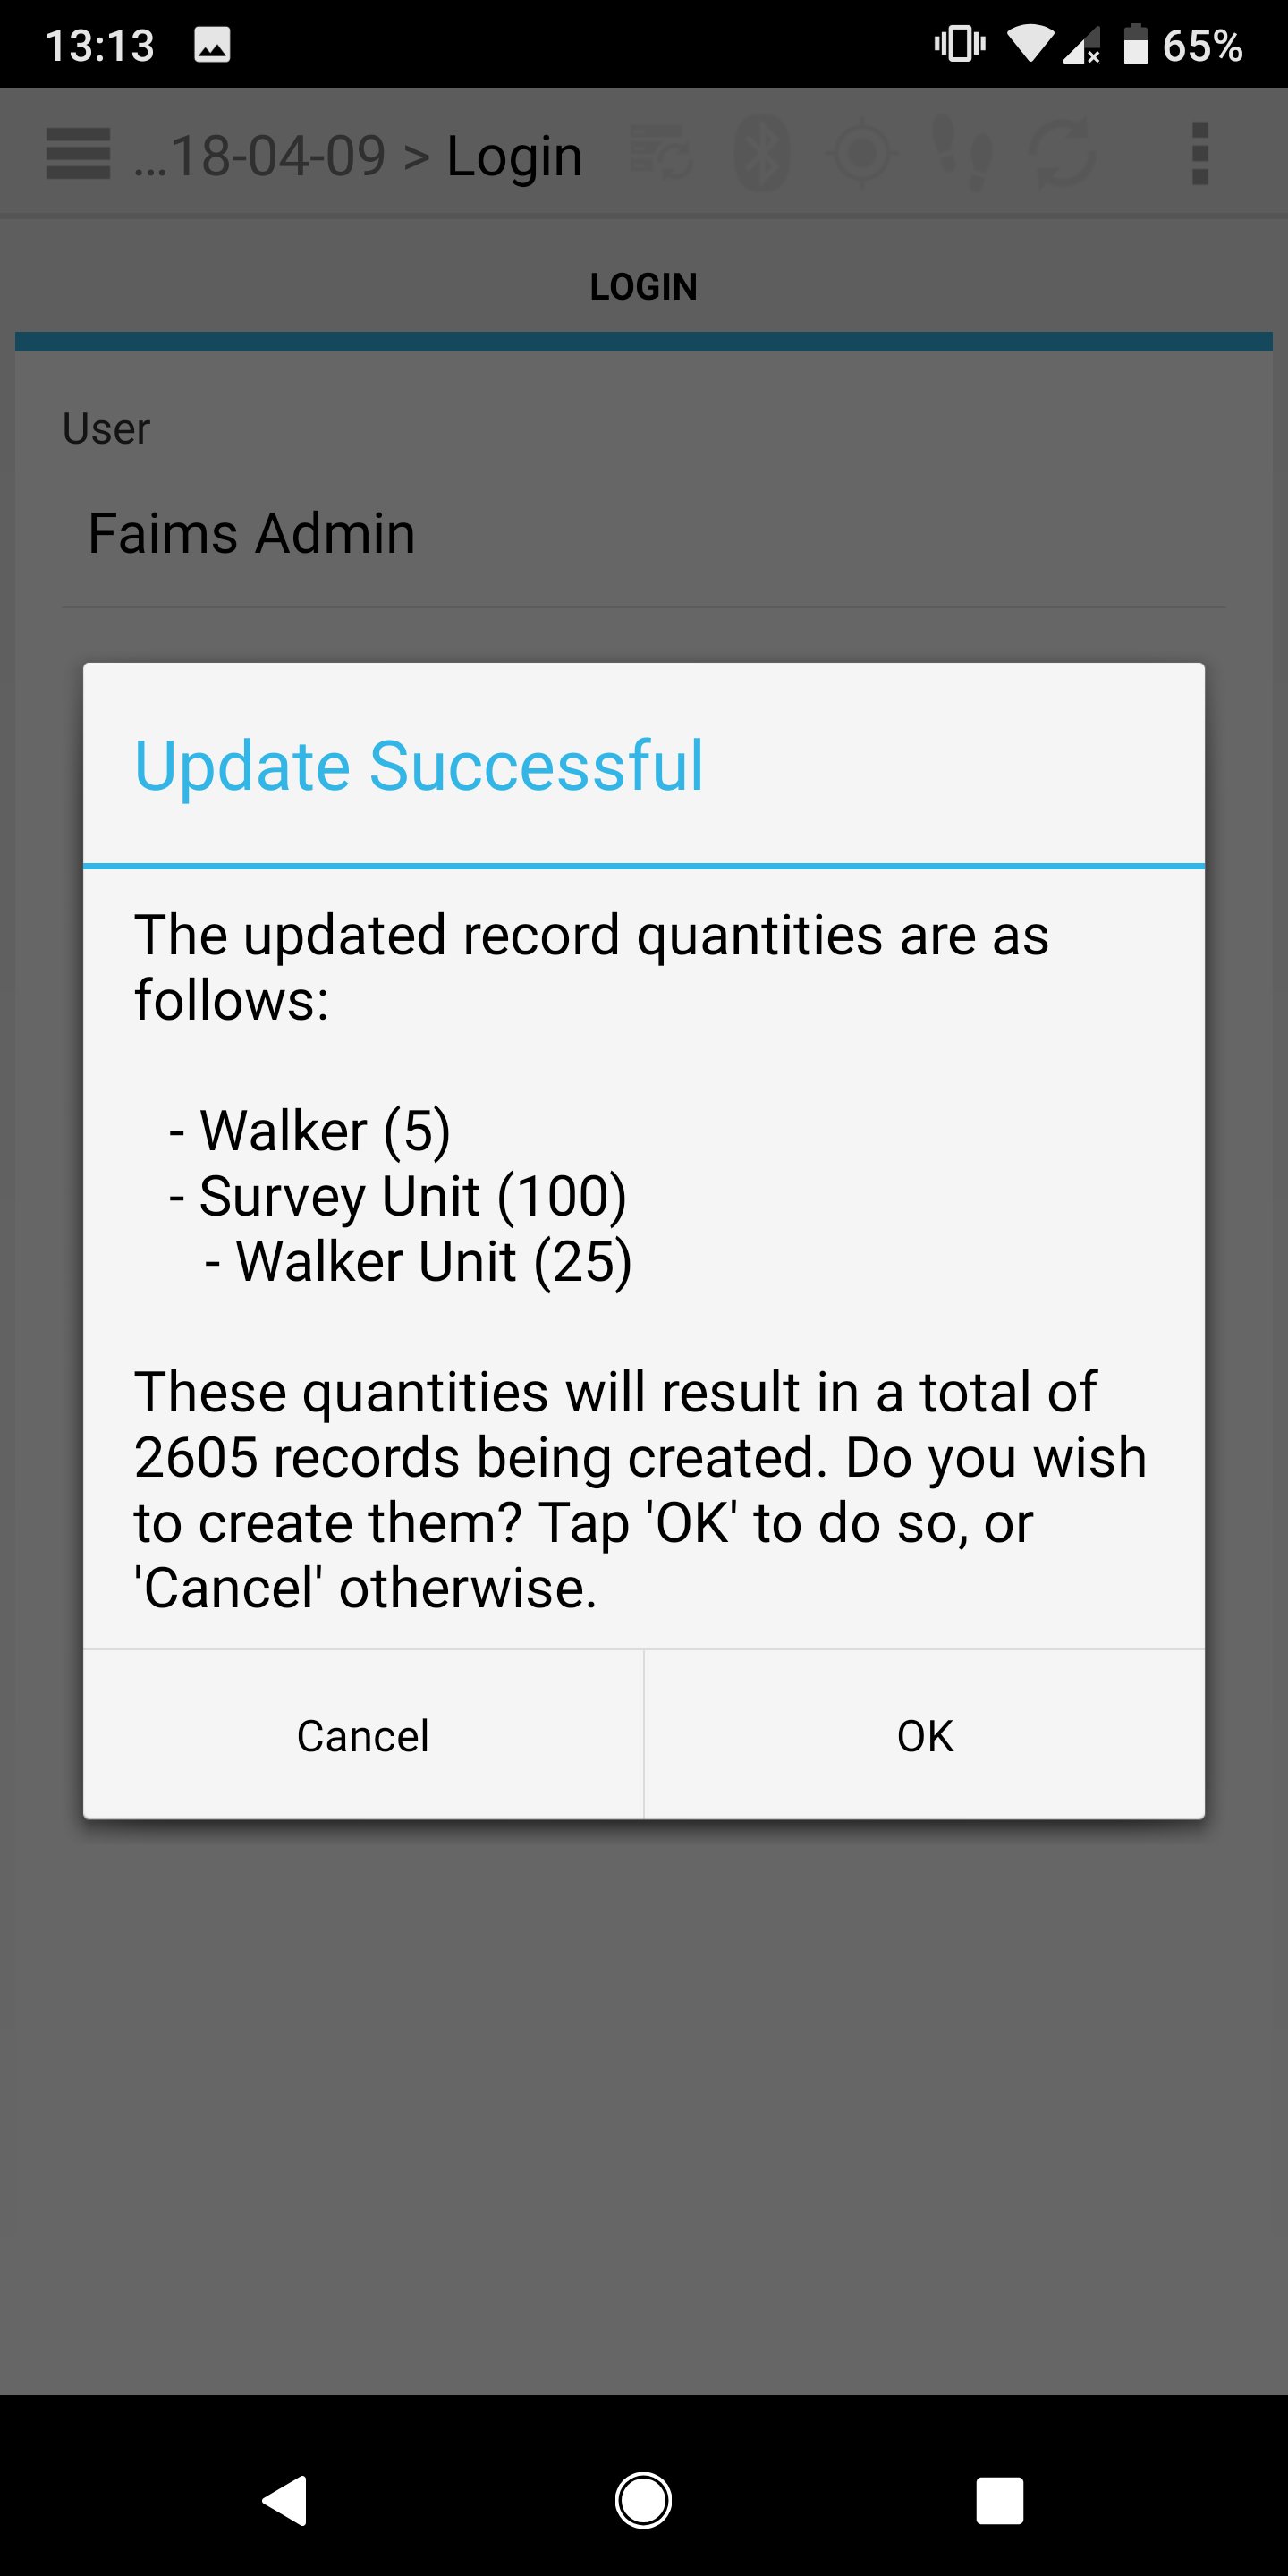 13:13
65%
...18-04-09 > Login
LOGIN
User
Faims Admin
Update Successful
The updated record quantities are as
follows:
- Walker (5)
- Survey Unit (100)
- Walker Unit (25)
These quantities will result in a total of
2605 records being created. Do you wish
to create them? Tap 'OK' to do so, or
'Cancel' otherwise.
Cancel
OK